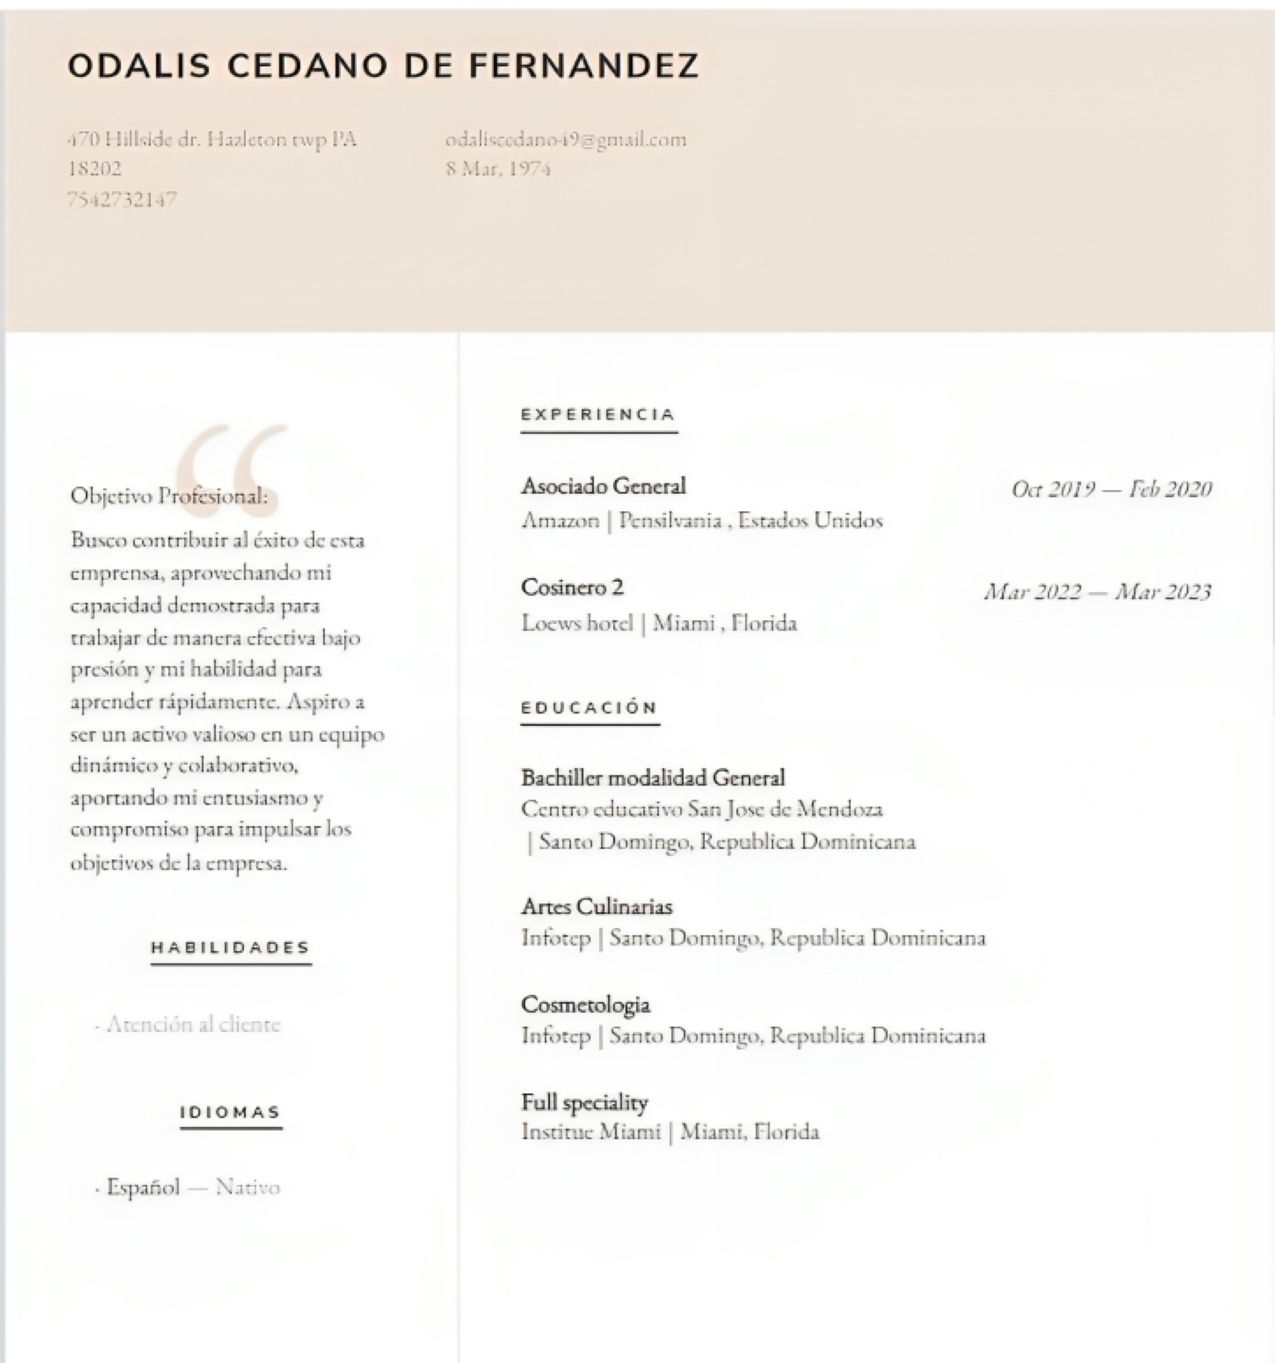 ODALIS CEDANO DE FERNANDEZ
470 Hillside dr. Hazleton twp PA
18202
7542732147
odaliscedano49@gmail.com
8 Mar, 1974
Objetivo Profesional:
Busco contribuir al éxito de esta
emprensa, aprovechando mi
capacidad demostrada para
trabajar de manera efectiva bajo
presión y mi habilidad para
aprender rápidamente. Aspiro a
ser un activo valioso en un equipo
dinámico y colaborativo,
aportando mi entusiasmo y
compromiso para impulsar los
objetivos de la empresa.
HABILIDADES
· Atención al cliente
IDIOMAS
· Español — Nativo
EXPERIENCIA
Asociado General
Oct 2019 — Feb 2020
Amazon | Pensilvania , Estados Unidos
Cosinero 2
Mar 2022 — Mar 2023
Loews hotel | Miami , Florida
EDUCACIÓN
Bachiller modalidad General
Centro educativo San Jose de Mendoza
| Santo Domingo, Republica Dominicana
Artes Culinarias
Infotep | Santo Domingo, Republica Dominicana
Cosmetologia
Infotep | Santo Domingo, Republica Dominicana
Full speciality
Institue Miami | Miami, Florida